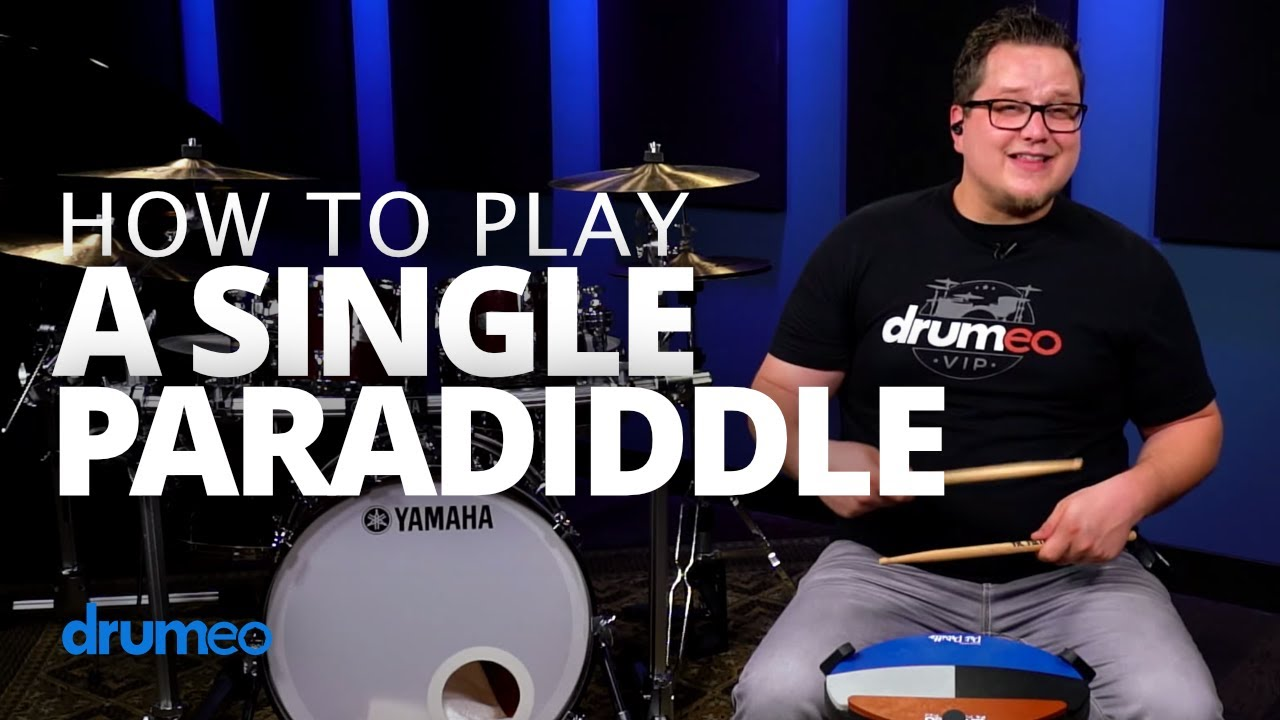 HOW TO PLAY
A SINGLE
PARADIDDLE
drumeo
VIP
YAMAHA
drumeo